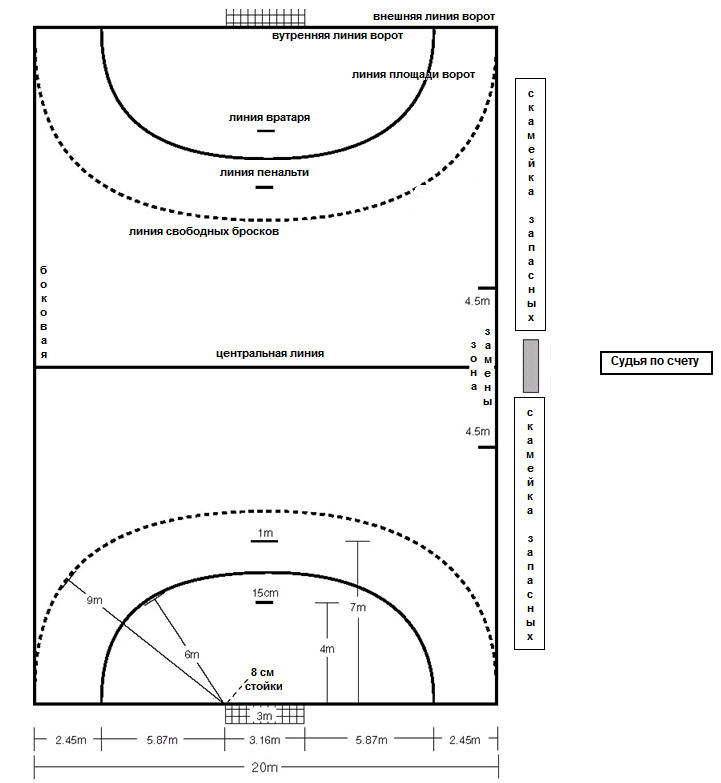 внешняя линия ворот
вутренняя линия ворот
линия площади ворот
линия вратаря
линия пенальти
линия свободных бросков
боковая
центральная линия
4.5m
зона
замены
4.5m
скамейка запасных
Судья по счету
скамейка запасных
1m
15cm
9m
6m
7m
4m
8 см
стойки
3m
2.45m 5.87m 3.16m 5.87m 2.45m
20m